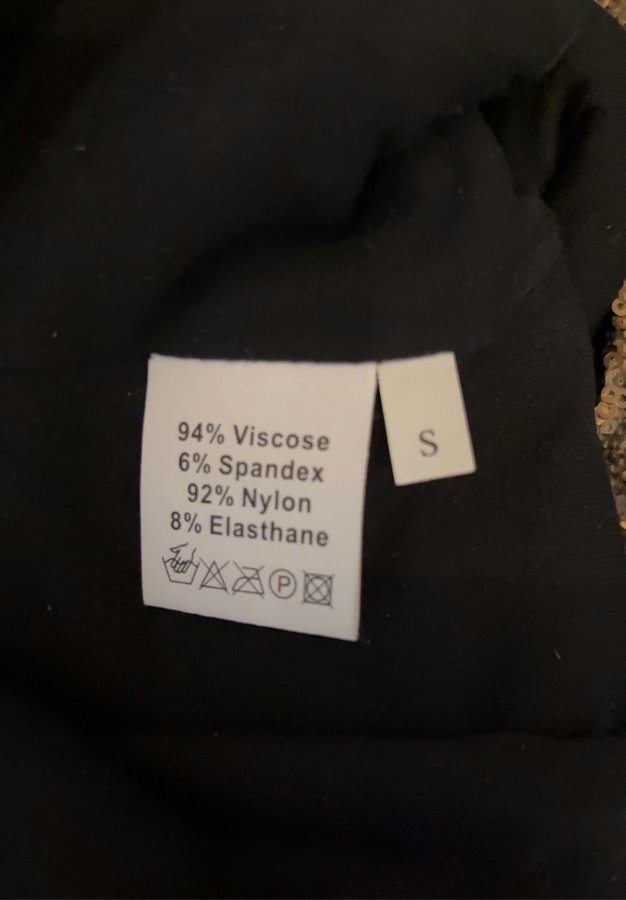 94% Viscose
6% Spandex
92% Nylon
8% Elasthane
P
S